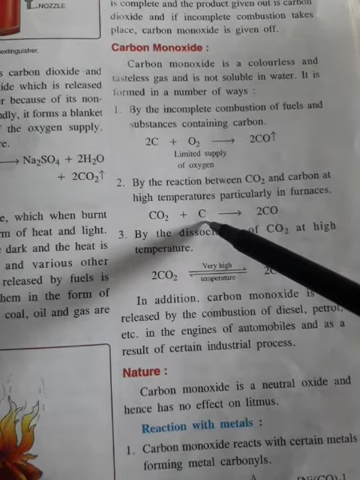 NOZZLE
extinguisher.
s carbon dioxide and
ide which is released
r because of its non-
dly, it forms a blanket
f the oxygen supply.
re.
⟶ Na₂SO₄ + 2H₂O
+ 2CO₂↑
e, which when burnt
rm of heat and light.
e dark and the heat is
and various other
released by fuels is
hem in the form of
coal, oil and gas are
is complete and the product given out is carbon
dioxide and if incomplete combustion takes
place, carbon monoxide is given off.
Carbon Monoxide :
Carbon monoxide is a colourless and
tasteless gas and is not soluble in water. It is
formed in a number of ways :
1. By the incomplete combustion of fuels and
substances containing carbon.
2C + O₂ ⟶ 2CO↑
Limited supply
of oxygen
2. By the reaction between CO₂ and carbon at
high temperatures particularly in furnaces.
CO₂ + C ⟶ 2CO
3. By the dissoc of CO₂ at high
temperature.
2CO₂ Very high temperature ⇌ 2C
In addition, carbon monoxide is
released by the combustion of diesel, petrol,
etc. in the engines of automobiles and as a
result of certain industrial process.
Nature :
Carbon monoxide is a neutral oxide and
hence has no effect on litmus.
Reaction with metals :
1. Carbon monoxide reacts with certain metals
forming metal carbonyls.